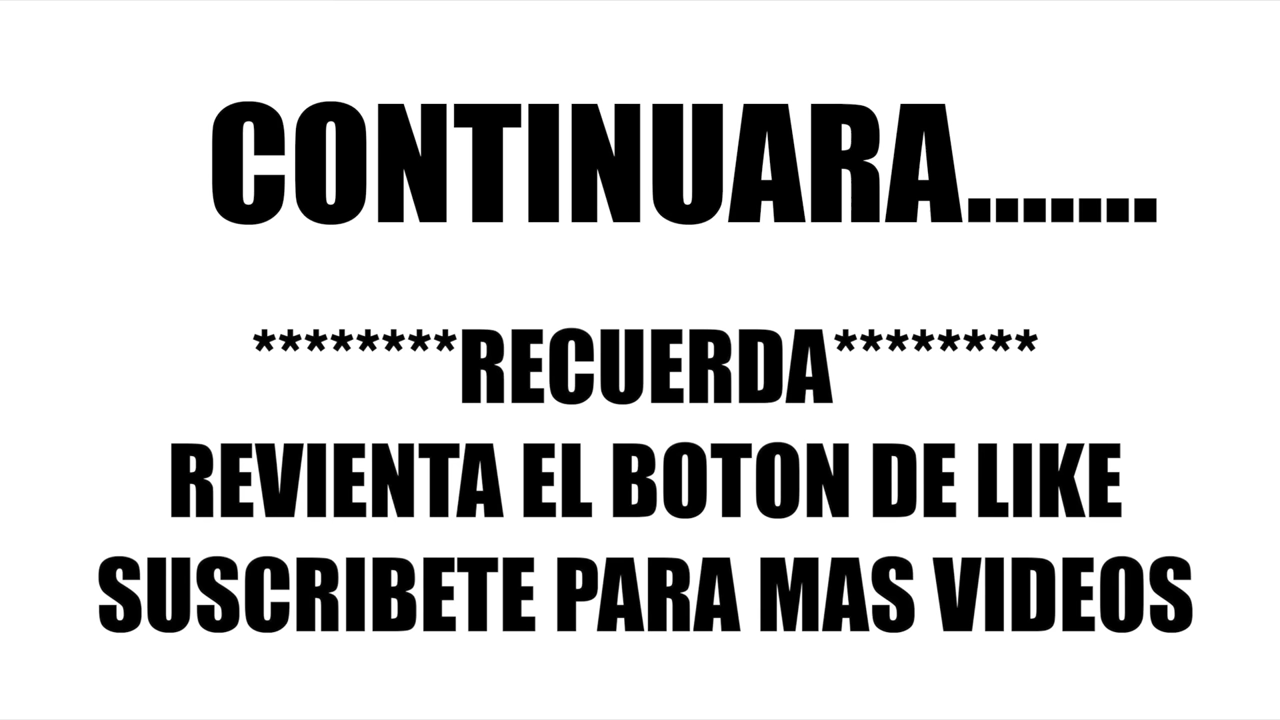 CONTINUARA.......
********RECUERDA********
REVIENTA EL BOTON DE LIKE
SUSCRIBETE PARA MAS VIDEOS